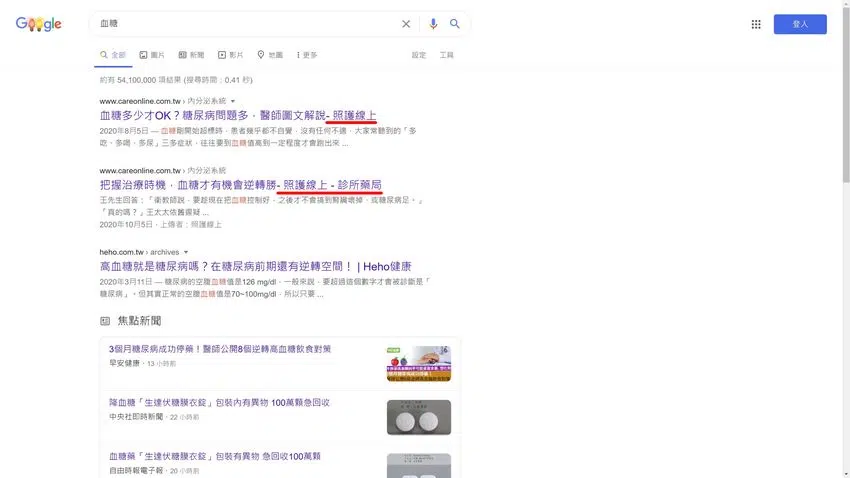 Google
血糖
登入
全部 圖片 新聞 影片 地圖 更多 設定 工具
約有 54,100,000 項結果 (搜尋時間：0.41 秒)
www.careonline.com.tw › 內分泌系統
血糖多少才OK？糖尿病問題多，醫師圖文解說- 照護線上
2020年8月5日 — 血糖剛開始超標時，患者幾乎都不自覺，沒有任何不適，大家常聽到的「多
吃、多喝、多尿」三多症狀，往往要到血糖值高到一定程度才會跑出來 ...
www.careonline.com.tw › 內分泌系統
把握治療時機，血糖才有機會逆轉勝- 照護線上 - 診所藥局
王先生回答：「衛教師說，要趁現在把血糖控制好，之後才不會搞到腎臟壞掉、或糖尿病足。」
「真的嗎？」王太太依舊遲疑 ...
2020年10月5日 · 上傳者：照護線上
heho.com.tw › archives
高血糖就是糖尿病嗎？在糖尿病前期還有逆轉空間！ | Heho健康
2020年3月11日 — 糖尿病的空腹血糖值是126 mg/dl，一般來說，要超過這個數字才會被診斷是「
糖尿病」。但其實正常的空腹血糖值是70~100mg/dl，所以只要 ...
焦點新聞
3個月糖尿病成功停藥！醫師公開8個逆轉高血糖飲食對策
早安健康 · 13 小時前
降血糖「生達伏糖膜衣錠」包裝內有異物 100萬顆急回收
中央社即時新聞 · 22 小時前
血糖藥「生達伏糖膜衣錠」包裝有異物 急回收100萬顆
自由時報電子報 · 20 小時前